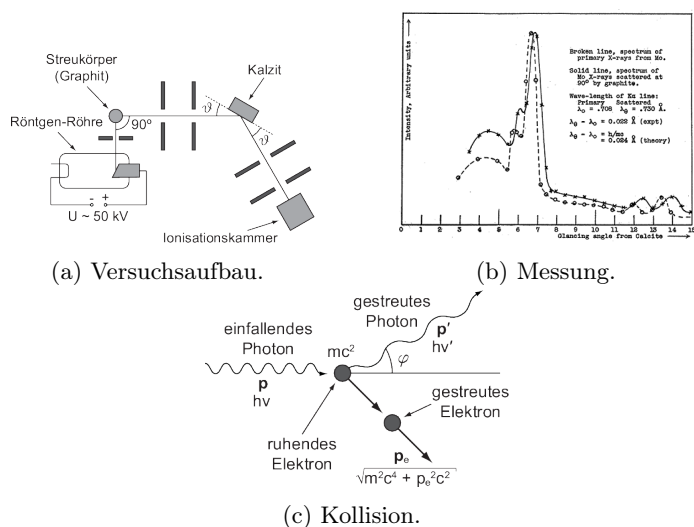 Streukörper
(Graphit)
Kalzit
ϑ
90º
ϑ
Röntgen-Röhre
- +
U ~ 50 kV
Ionisationskammer
(a) Versuchsaufbau.
Intensity, Arbitrary units
Broken line, spectrum of
primary X-rays from Mo.
Solid line, spectrum of
Mo X-rays scattered at
90º by graphite.
Wave-length of Kα line:
Primary Scattered
λ₀ = .708 λθ = .730 Å.
λθ - λ₀ = 0.022 Å (expt)
λθ - λ₀ = h/mc
= 0.024 Å (theory)
0 1 2 3 4 5 6 7 8 9 10 11 12 13 14 15
Glancing angle from Calcite
(b) Messung.
gestreutes
Photon
p'
hν'
einfallendes
Photon
mc²
φ
p
hν
gestreutes
Elektron
ruhendes
Elektron
pₑ
√m²c⁴ + pₑ²c²
(c) Kollision.